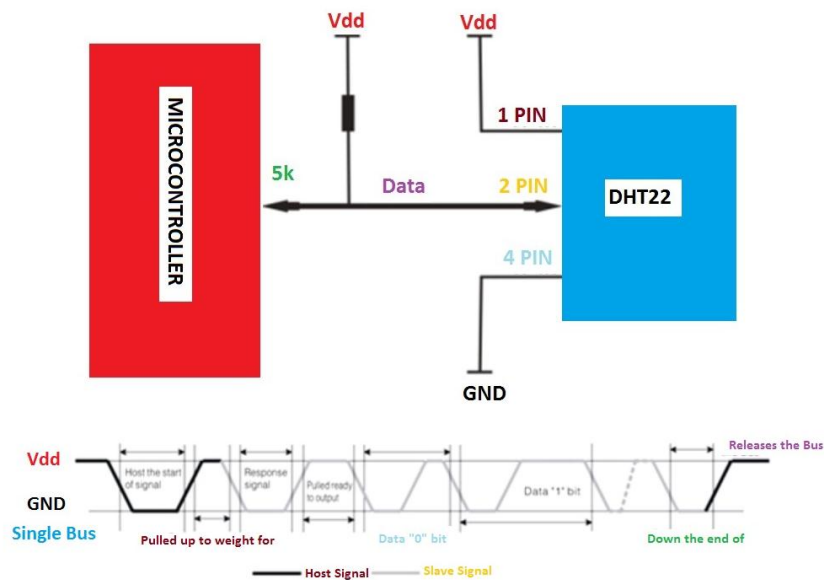 Vdd
Vdd
MICROCONTROLLER
1 PIN
5k
Data
2 PIN
DHT22
4 PIN
GND
Releases the Bus
Vdd
Host the start
of signal
Response
signal
Pulled ready
to output
Data "1" bit
GND
Single Bus
Pulled up to weight for
Data "0" bit
Down the end of
Host Signal
Slave Signal